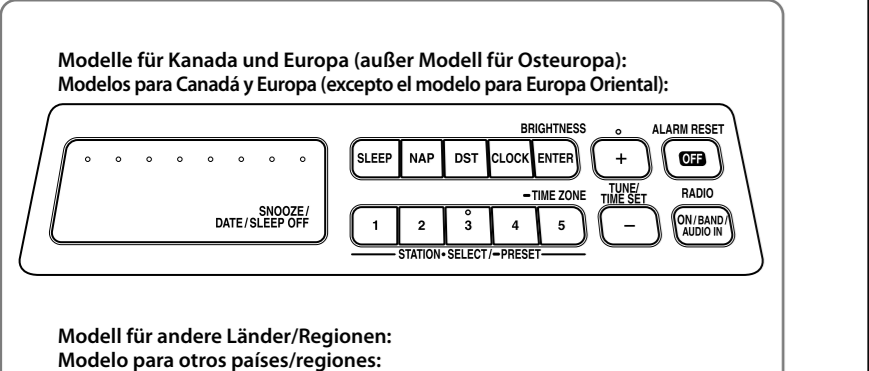 Modelle für Kanada und Europa (außer Modell für Osteuropa):
Modelos para Canadá y Europa (excepto el modelo para Europa Oriental):
BRIGHTNESS
ALARM RESET
SLEEP NAP DST CLOCK ENTER + OFF
SNOOZE/
DATE/SLEEP OFF
━TIME ZONE
TUNE/
TIME SET
RADIO
1 2 3 4 5 −
ON/BAND/
AUDIO IN
STATION•SELECT/━PRESET
Modell für andere Länder/Regionen:
Modelo para otros países/regiones: